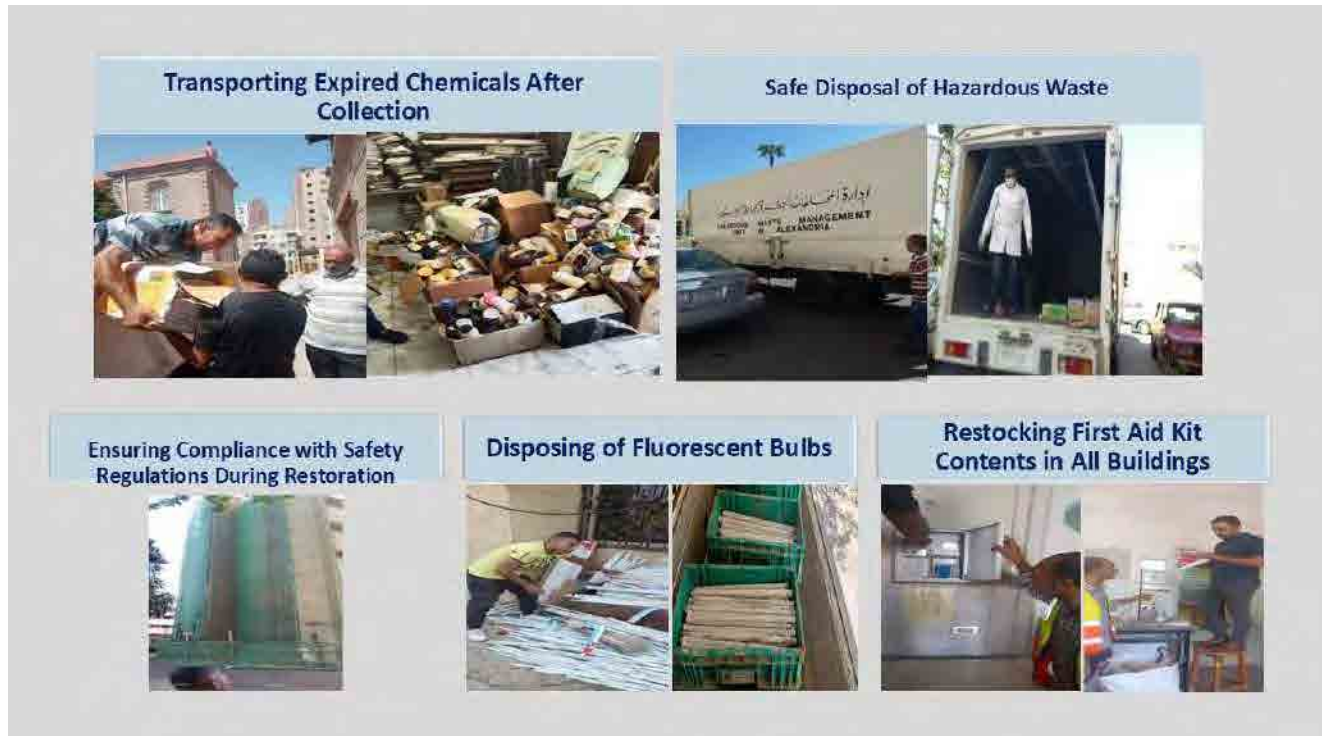 Transporting Expired Chemicals After
Collection
Safe Disposal of Hazardous Waste
إدارة
WASTE MANAGEMENT
ALEXANDRIA
Ensuring Compliance with Safety
Regulations During Restoration
Disposing of Fluorescent Bulbs
Restocking First Aid Kit
Contents in All Buildings